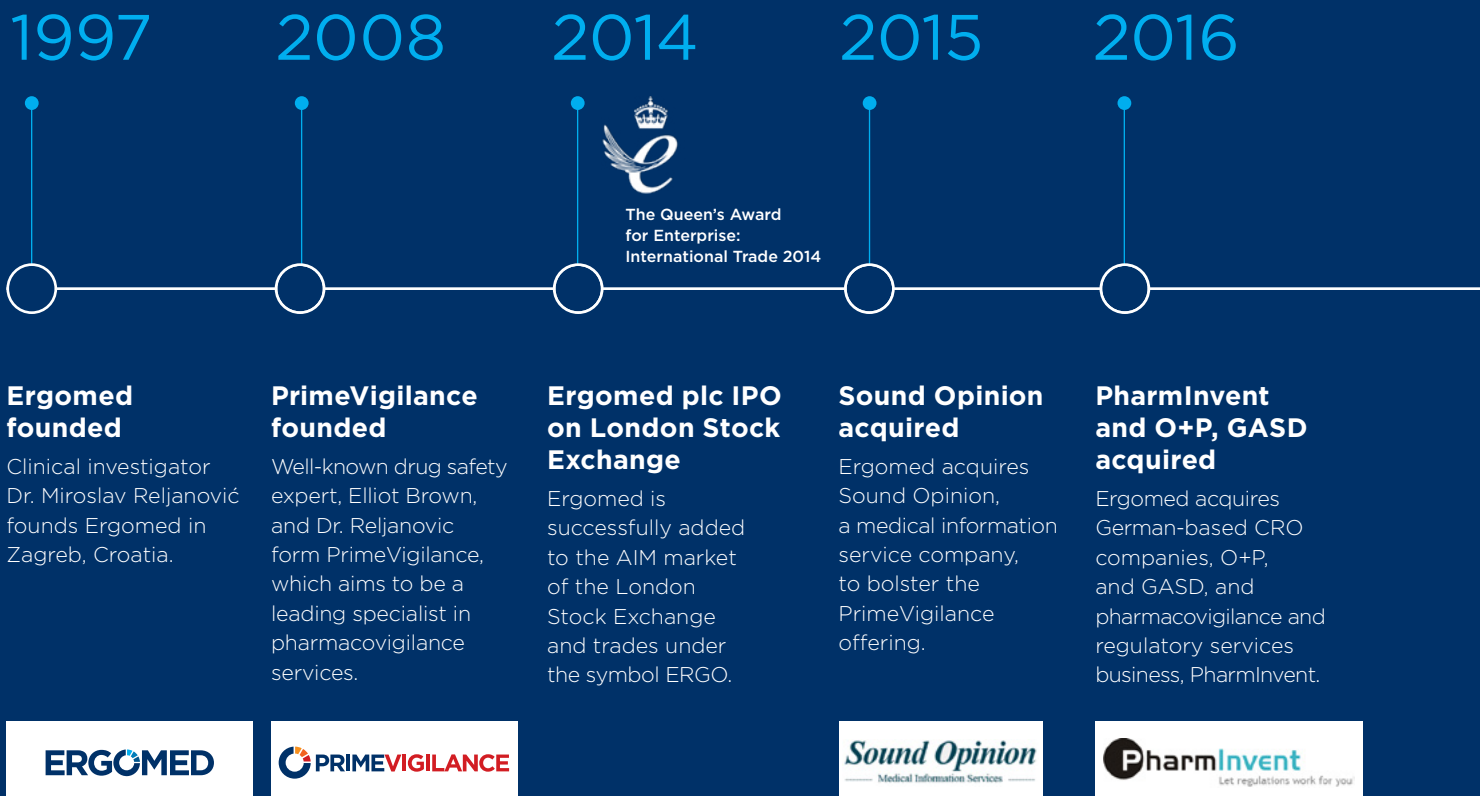 1997
2008
2014
2015
2016
The Queen's Award
for Enterprise:
International Trade 2014
Ergomed
founded
Clinical investigator
Dr. Miroslav Reljanović
founds Ergomed in
Zagreb, Croatia.
ERGOMED
PrimeVigilance
founded
Well-known drug safety
expert, Elliot Brown,
and Dr. Reljanovic
form PrimeVigilance,
which aims to be a
leading specialist in
pharmacovigilance
services.
PRIMEVIGILANCE
Ergomed plc IPO
on London Stock
Exchange
Ergomed is
successfully added
to the AIM market
of the London
Stock Exchange
and trades under
the symbol ERGO.
Sound Opinion
acquired
Ergomed acquires
Sound Opinion,
a medical information
service company,
to bolster the
PrimeVigilance
offering.
Sound Opinion
Medical Information Services
PharmInvent
and O+P, GASD
acquired
Ergomed acquires
German-based CRO
companies, O+P,
and GASD, and
pharmacovigilance and
regulatory services
business, PharmInvent.
PharmInvent
Let regulations work for you